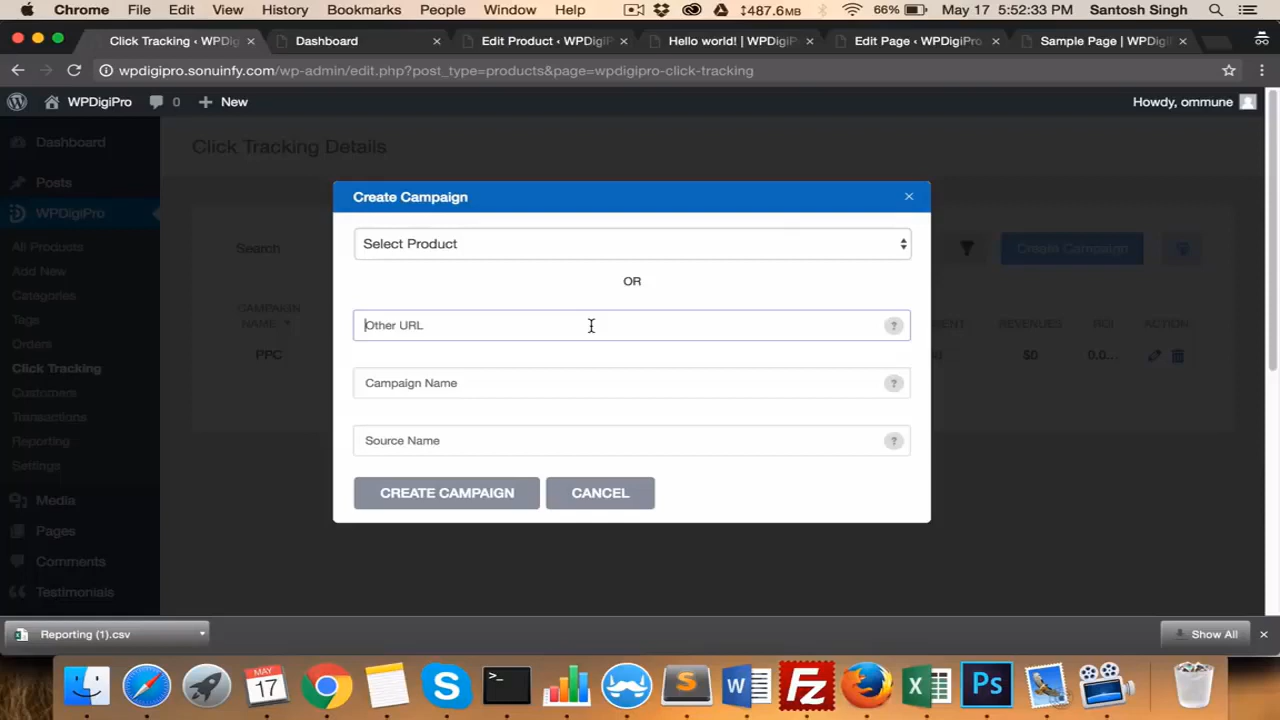 Chrome File Edit View History Bookmarks People Window Help 487.6MB 66% May 17 5:52:33 PM Santosh Singh
Click Tracking ‹ WPDig Dashboard Edit Product ‹ WPDigiP Hello world! | WPDigiP Edit Page ‹ WPDigiPro Sample Page | WPDigi
wpdigipro.sonuinfy.com/wp-admin/edit.php?post_type=products&page=wpdigipro-click-tracking
WPDigiPro 0 + New Howdy, ommune
Dashboard
Posts
WPDigiPro
All Products
Add New
Categories
Tags
Orders
Click Tracking
Customers
Transactions
Reporting
Settings
Media
Pages
Comments
Testimonials
Click Tracking Details
Search Create Campaign
CAMPAIGN
NAME REVENUES ROI ACTION
PPC $0 0.0...
Create Campaign ×
Select Product
OR
Other URL ?
Campaign Name ?
Source Name ?
CREATE CAMPAIGN CANCEL
Reporting (1).csv Show All
MAY
17